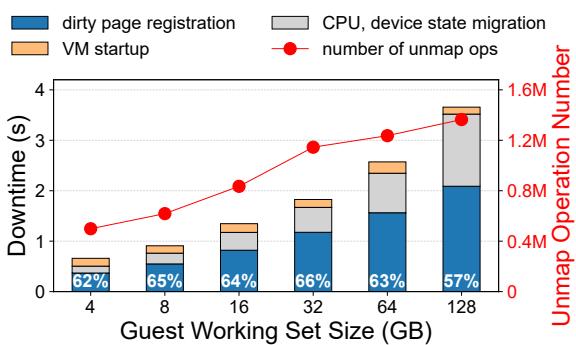 dirty page registration
CPU, device state migration
VM startup
number of unmap ops
Downtime (s)
4
3
2
1
0
1.6M
1.2M
0.8M
0.4M
0
Unmap Operation Number
62%
65%
64%
66%
63%
57%
4
8
16
32
64
128
Guest Working Set Size (GB)